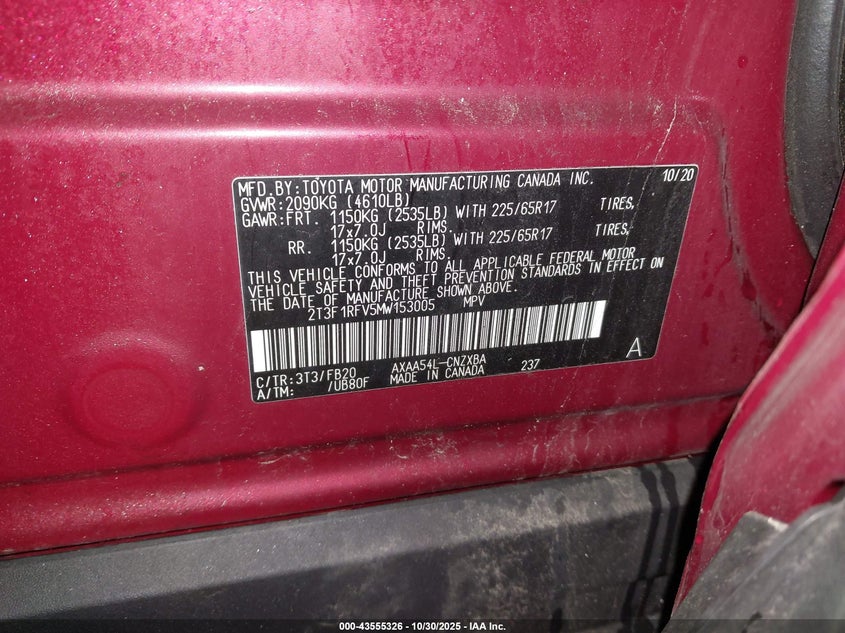 MFD.BY:TOYOTA MOTOR MANUFACTURING CANADA INC. 10/20
GVWR:2090KG (4610LB)
GAWR:FRT. 1150KG (2535LB) WITH 225/65R17 TIRES,
17x7.0J RIMS.
RR. 1150KG (2535LB) WITH 225/65R17 TIRES,
17x7.0J RIMS.
THIS VEHICLE CONFORMS TO ALL APPLICABLE FEDERAL MOTOR
VEHICLE SAFETY AND THEFT PREVENTION STANDARDS IN EFFECT ON
THE DATE OF MANUFACTURE SHOWN ABOVE.
2T3F1RFV5MW153005 MPV
C/TR:3T3/FB20 AXAA54L-CNZXBA 237 A
A/TM: /UB80F MADE IN CANADA
000-43555326 - 10/30/2025 - IAA Inc.